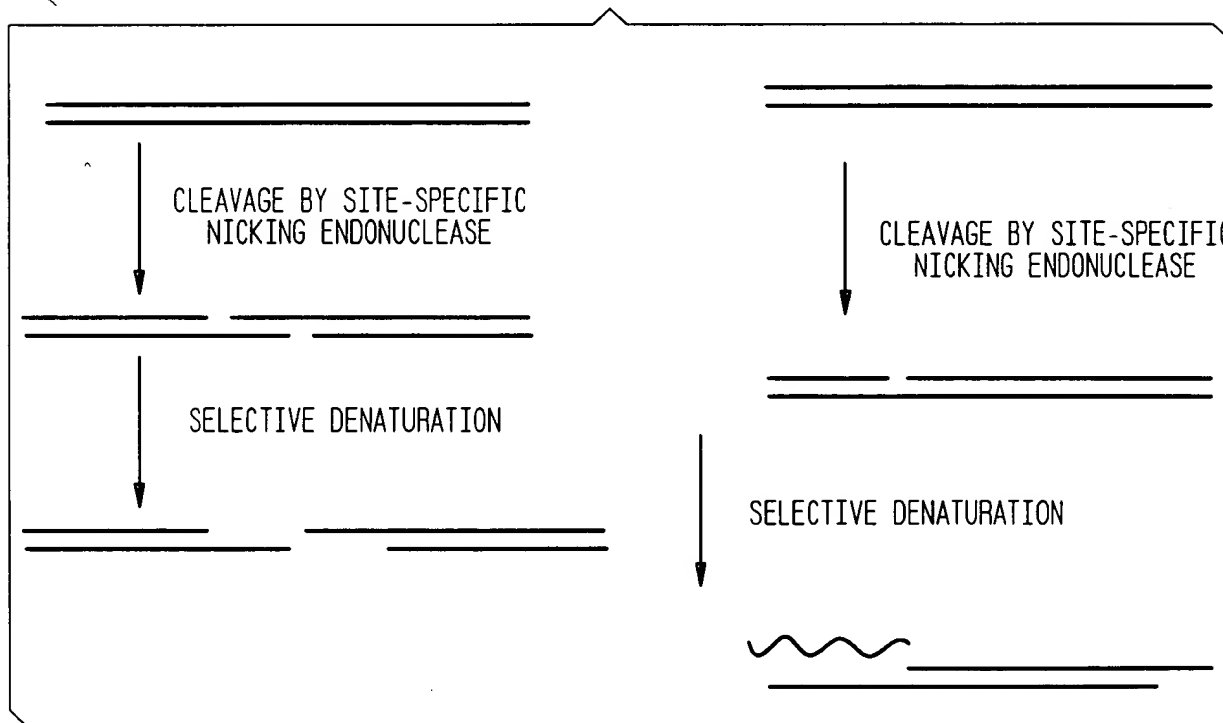 CLEAVAGE BY SITE-SPECIFIC
NICKING ENDONUCLEASE
SELECTIVE DENATURATION
CLEAVAGE BY SITE-SPECIFIC
NICKING ENDONUCLEASE
SELECTIVE DENATURATION